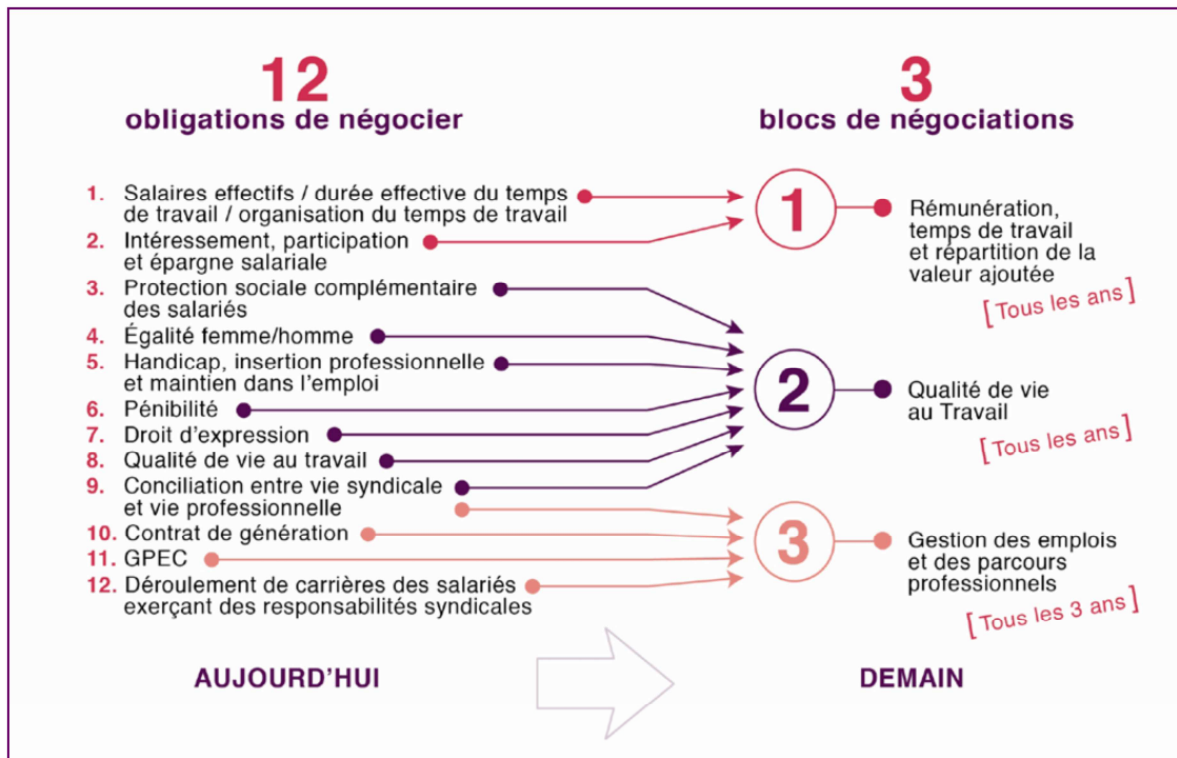 12
obligations de négocier
1. Salaires effectifs / durée effective du temps
de travail / organisation du temps de travail
2. Intéressement, participation
et épargne salariale
3. Protection sociale complémentaire
des salariés
4. Égalité femme/homme
5. Handicap, insertion professionnelle
et maintien dans l'emploi
6. Pénibilité
7. Droit d'expression
8. Qualité de vie au travail
9. Conciliation entre vie syndicale
et vie professionnelle
10. Contrat de génération
11. GPEC
12. Déroulement de carrières des salariés
exerçant des responsabilités syndicales
AUJOURD'HUI
3
blocs de négociations
1
Rémunération,
temps de travail
et répartition de la
valeur ajoutée
[Tous les ans]
2
Qualité de vie
au Travail
[Tous les ans]
3
Gestion des emplois
et des parcours
professionnels
[Tous les 3 ans]
DEMAIN